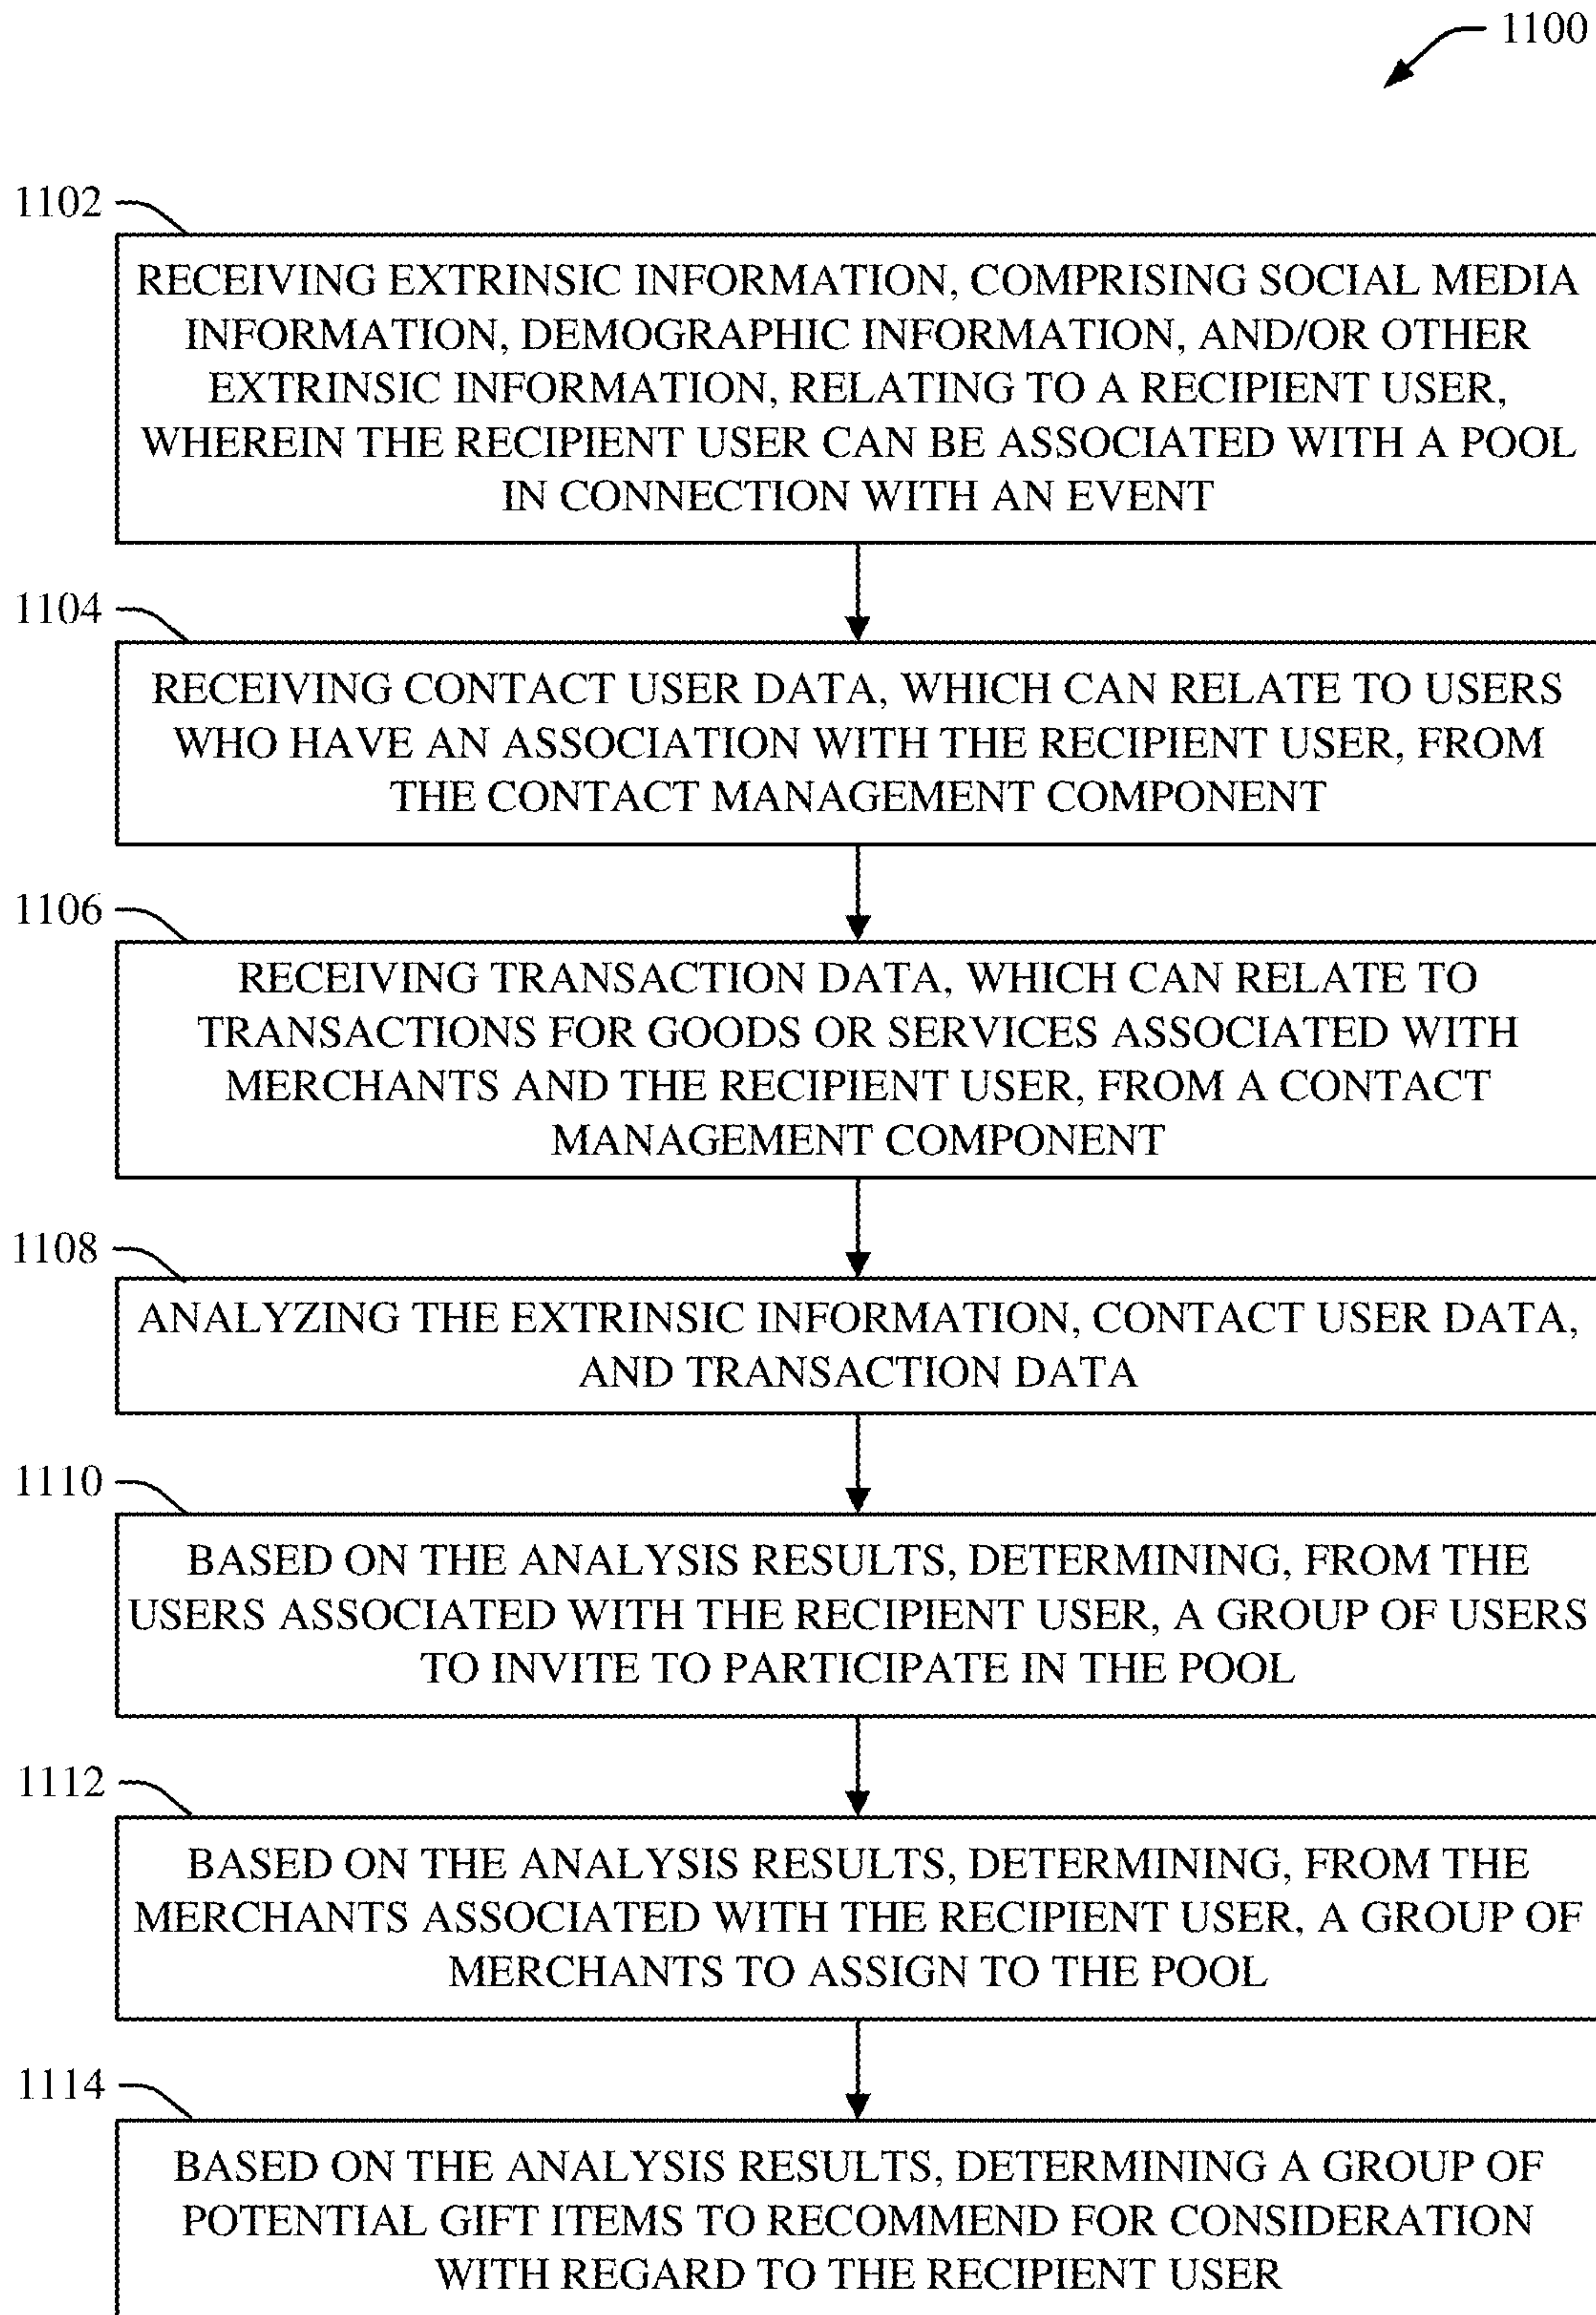 1100
1102
RECEIVING EXTRINSIC INFORMATION, COMPRISING SOCIAL MEDIA
INFORMATION, DEMOGRAPHIC INFORMATION, AND/OR OTHER
EXTRINSIC INFORMATION, RELATING TO A RECIPIENT USER,
WHEREIN THE RECIPIENT USER CAN BE ASSOCIATED WITH A POOL
IN CONNECTION WITH AN EVENT
1104
RECEIVING CONTACT USER DATA, WHICH CAN RELATE TO USERS
WHO HAVE AN ASSOCIATION WITH THE RECIPIENT USER, FROM
THE CONTACT MANAGEMENT COMPONENT
1106
RECEIVING TRANSACTION DATA, WHICH CAN RELATE TO
TRANSACTIONS FOR GOODS OR SERVICES ASSOCIATED WITH
MERCHANTS AND THE RECIPIENT USER, FROM A CONTACT
MANAGEMENT COMPONENT
1108
ANALYZING THE EXTRINSIC INFORMATION, CONTACT USER DATA,
AND TRANSACTION DATA
1110
BASED ON THE ANALYSIS RESULTS, DETERMINING, FROM THE
USERS ASSOCIATED WITH THE RECIPIENT USER, A GROUP OF USERS
TO INVITE TO PARTICIPATE IN THE POOL
1112
BASED ON THE ANALYSIS RESULTS, DETERMINING, FROM THE
MERCHANTS ASSOCIATED WITH THE RECIPIENT USER, A GROUP OF
MERCHANTS TO ASSIGN TO THE POOL
1114
BASED ON THE ANALYSIS RESULTS, DETERMINING A GROUP OF
POTENTIAL GIFT ITEMS TO RECOMMEND FOR CONSIDERATION
WITH REGARD TO THE RECIPIENT USER